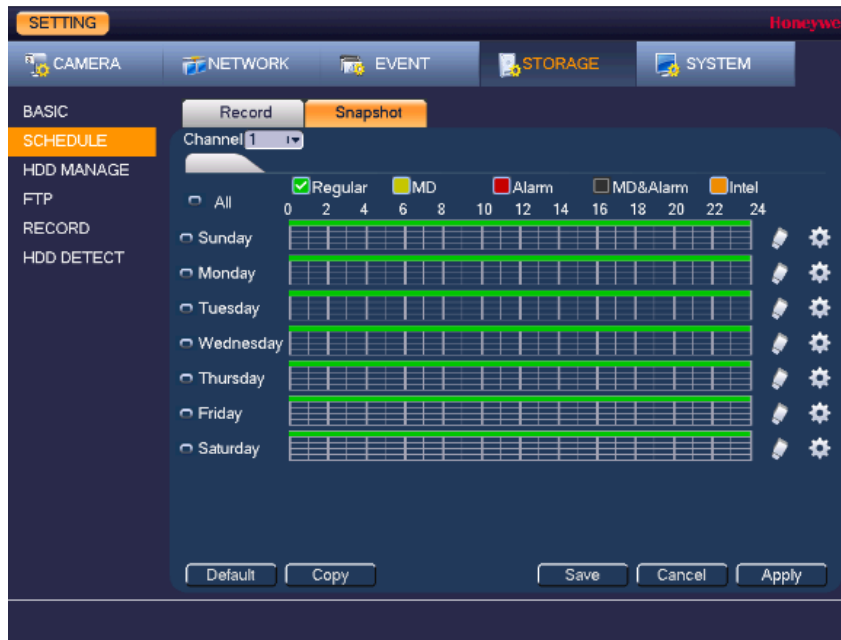 SETTING Honeywe
CAMERA NETWORK EVENT STORAGE SYSTEM
BASIC
SCHEDULE
HDD MANAGE
FTP
RECORD
HDD DETECT
Record Snapshot
Channel 1
All Regular MD Alarm MD&Alarm Intel
0 2 4 6 8 10 12 14 16 18 20 22 24
Sunday
Monday
Tuesday
Wednesday
Thursday
Friday
Saturday
Default Copy Save Cancel Apply